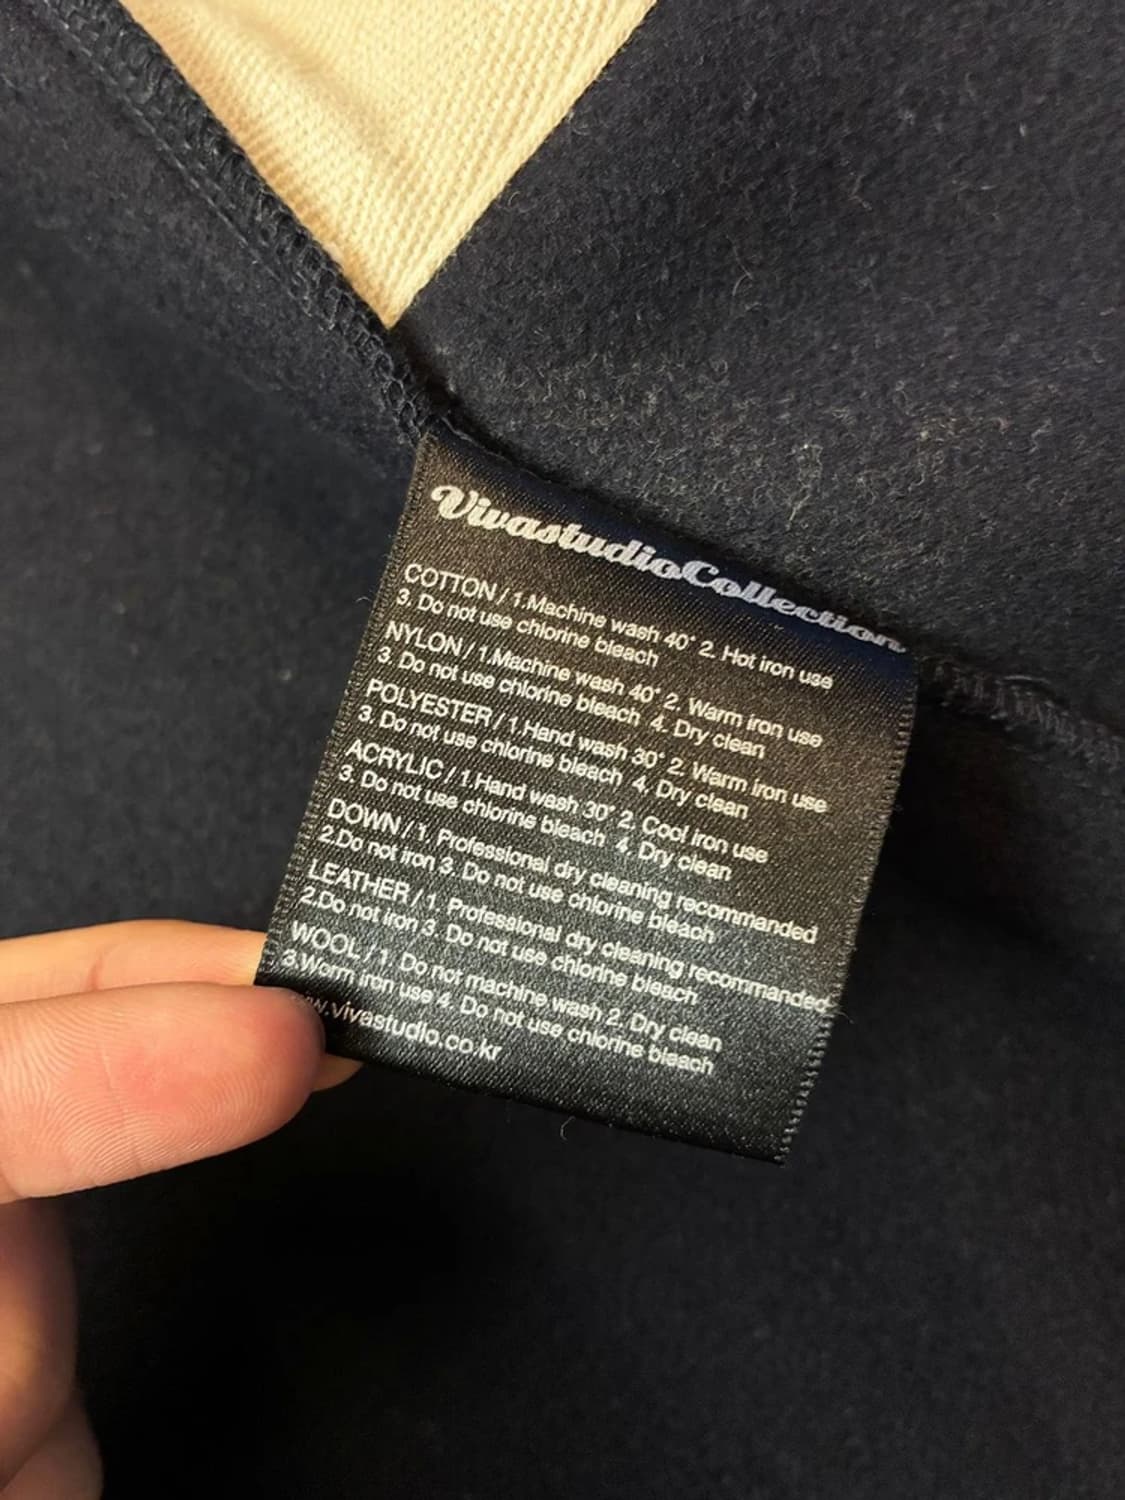 VivastudioCollection
COTTON / 1.Machine wash 40° 2. Hot iron use
3. Do not use chlorine bleach
NYLON / 1.Machine wash 40° 2. Warm iron use
3. Do not use chlorine bleach 4. Dry clean
POLYESTER / 1.Hand wash 30° 2. Warm iron use
3. Do not use chlorine bleach 4. Dry clean
ACRYLIC / 1.Hand wash 30° 2. Cool iron use
3. Do not use chlorine bleach 4. Dry clean
DOWN / 1. Professional dry cleaning recommanded
2.Do not iron 3. Do not use chlorine bleach
LEATHER / 1. Professional dry cleaning recommanded
2.Do not iron 3. Do not use chlorine bleach
WOOL / 1. Do not machine wash 2. Dry clean
3.Worm iron use 4. Do not use chlorine bleach
w.vivastudio.co.kr